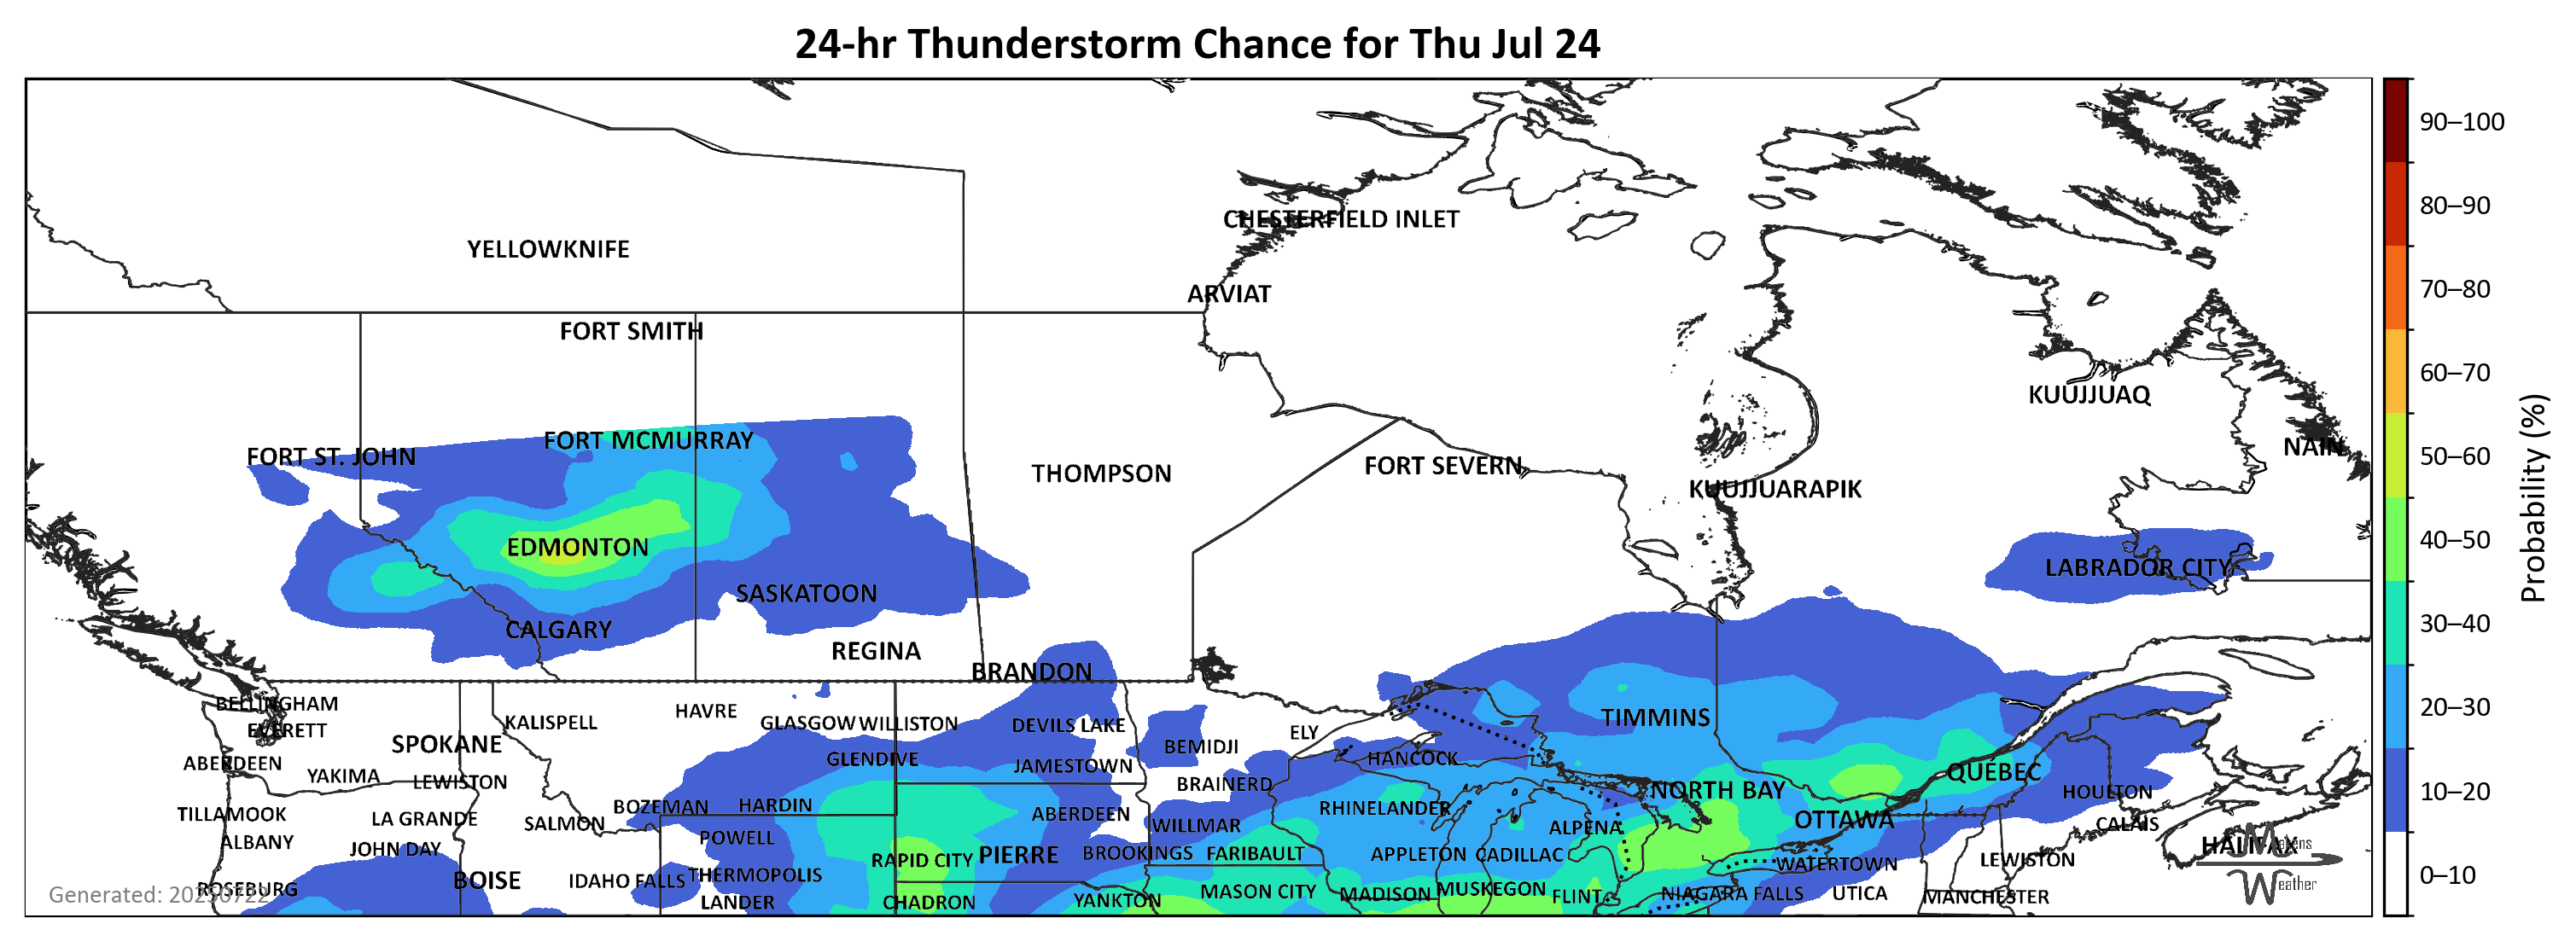 24-hr Thunderstorm Chance for Thu Jul 24
CHESTERFIELD INLET
YELLOWKNIFE
ARVIAT
FORT SMITH
KUUJJUAQ
FORT MCMURRAY
NAIN
FORT ST. JOHN
THOMPSON
FORT SEVERN
KUUJJUARAPIK
EDMONTON
LABRADOR CITY
SASKATOON
CALGARY
REGINA
BRANDON
BELLINGHAM
HAVRE
TIMMINS
KALISPELL
GLASGOW
WILLISTON
DEVILS LAKE
EVERETT
ELY
SPOKANE
BEMIDJI
GLENDIVE
HANCOCK
ABERDEEN
JAMESTOWN
QUÉBEC
YAKIMA
LEWISTON
BRAINERD
NORTH BAY
HOULTON
BOZEMAN
HARDIN
RHINELANDER
TILLAMOOK
ABERDEEN
LA GRANDE
SALMON
WILLMAR
ALPENA
OTTAWA
CALAIS
POWELL
ALBANY
JOHN DAY
BROOKINGS
FARIBAULT
APPLETON
CADILLAC
HALIFAX
Makens
Weather
RAPID CITY
PIERRE
WATERTOWN
LEWISTON
BOISE
IDAHO FALLS
THERMOPOLIS
ROSEBURG
MASON CITY
MADISON
MUSKEGON
FLINT
NIAGARA FALLS
UTICA
MANCHESTER
LANDER
CHADRON
YANKTON
Generated: 20250722
90–100
80–90
70–80
60–70
50–60
40–50
30–40
20–30
10–20
0–10
Probability (%)